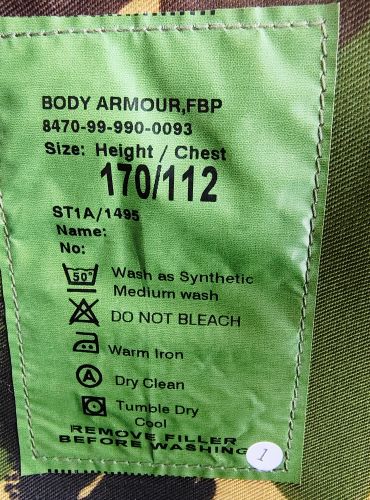 BODY ARMOUR,FBP
8470-99-990-0093
Size: Height / Chest
170/112
ST1A/1495
Name:
No:
50° Wash as Synthetic
Medium wash
DO NOT BLEACH
Warm Iron
A Dry Clean
Tumble Dry
Cool
REMOVE FILLER
BEFORE WASHING
1